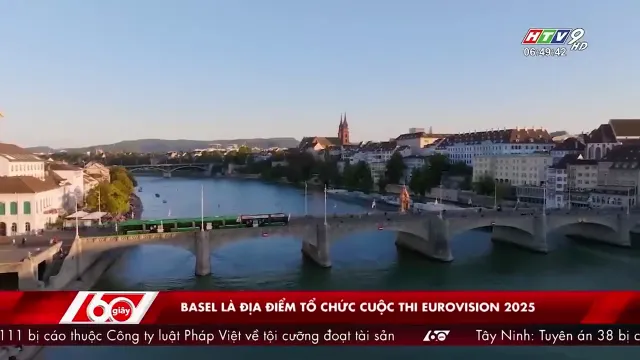 HTV9
HD
06:49:42
60 giây
BASEL LÀ ĐỊA ĐIỂM TỔ CHỨC CUỘC THI EUROVISION 2025
111 bị cáo thuộc Công ty luật Pháp Việt về tội cưỡng đoạt tài sản 60 Tây Ninh: Tuyên án 38 bị c